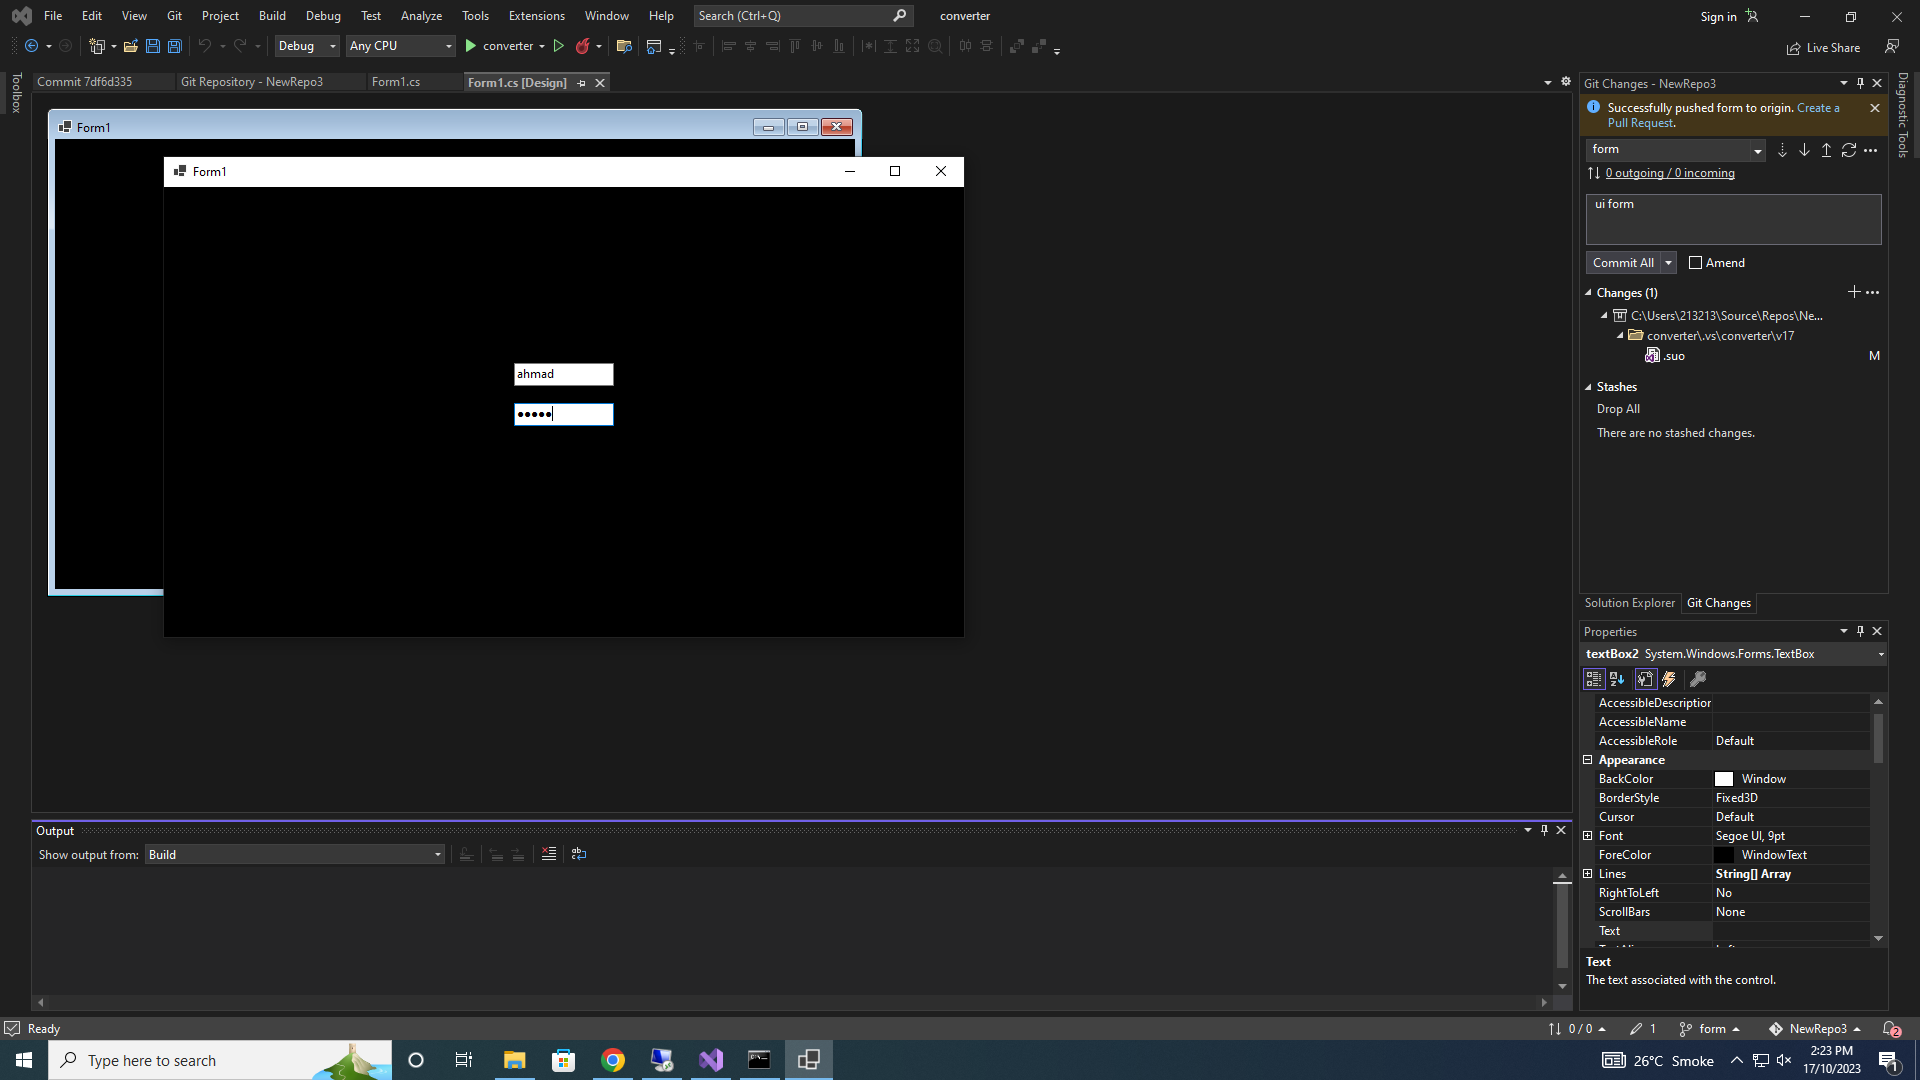 File Edit View Git Project Build Debug Test Analyze Tools Extensions Window Help Search (Ctrl+Q) converter Sign in
Debug Any CPU converter Live Share
Toolbox
Commit 7df6d335 Git Repository - NewRepo3 Form1.cs Form1.cs [Design]
Form1
Form1
ahmad
•••••
Git Changes - NewRepo3
Successfully pushed form to origin. Create a
Pull Request.
form
0 outgoing / 0 incoming
ui form
Commit All Amend
Changes (1)
C:\Users\213213\Source\Repos\Ne...
converter\.vs\converter\v17
.suo M
Stashes
Drop All
There are no stashed changes.
Solution Explorer Git Changes
Diagnostic Tools
Properties
textBox2 System.Windows.Forms.TextBox
AccessibleDescription
AccessibleName
AccessibleRole Default
Appearance
BackColor Window
BorderStyle Fixed3D
Cursor Default
Font Segoe UI, 9pt
ForeColor WindowText
Lines String[] Array
RightToLeft No
ScrollBars None
Text
Text
The text associated with the control.
Output
Show output from: Build
Ready 0 / 0 1 form NewRepo3 2
Type here to search 26°C Smoke 2:23 PM
17/10/2023 1